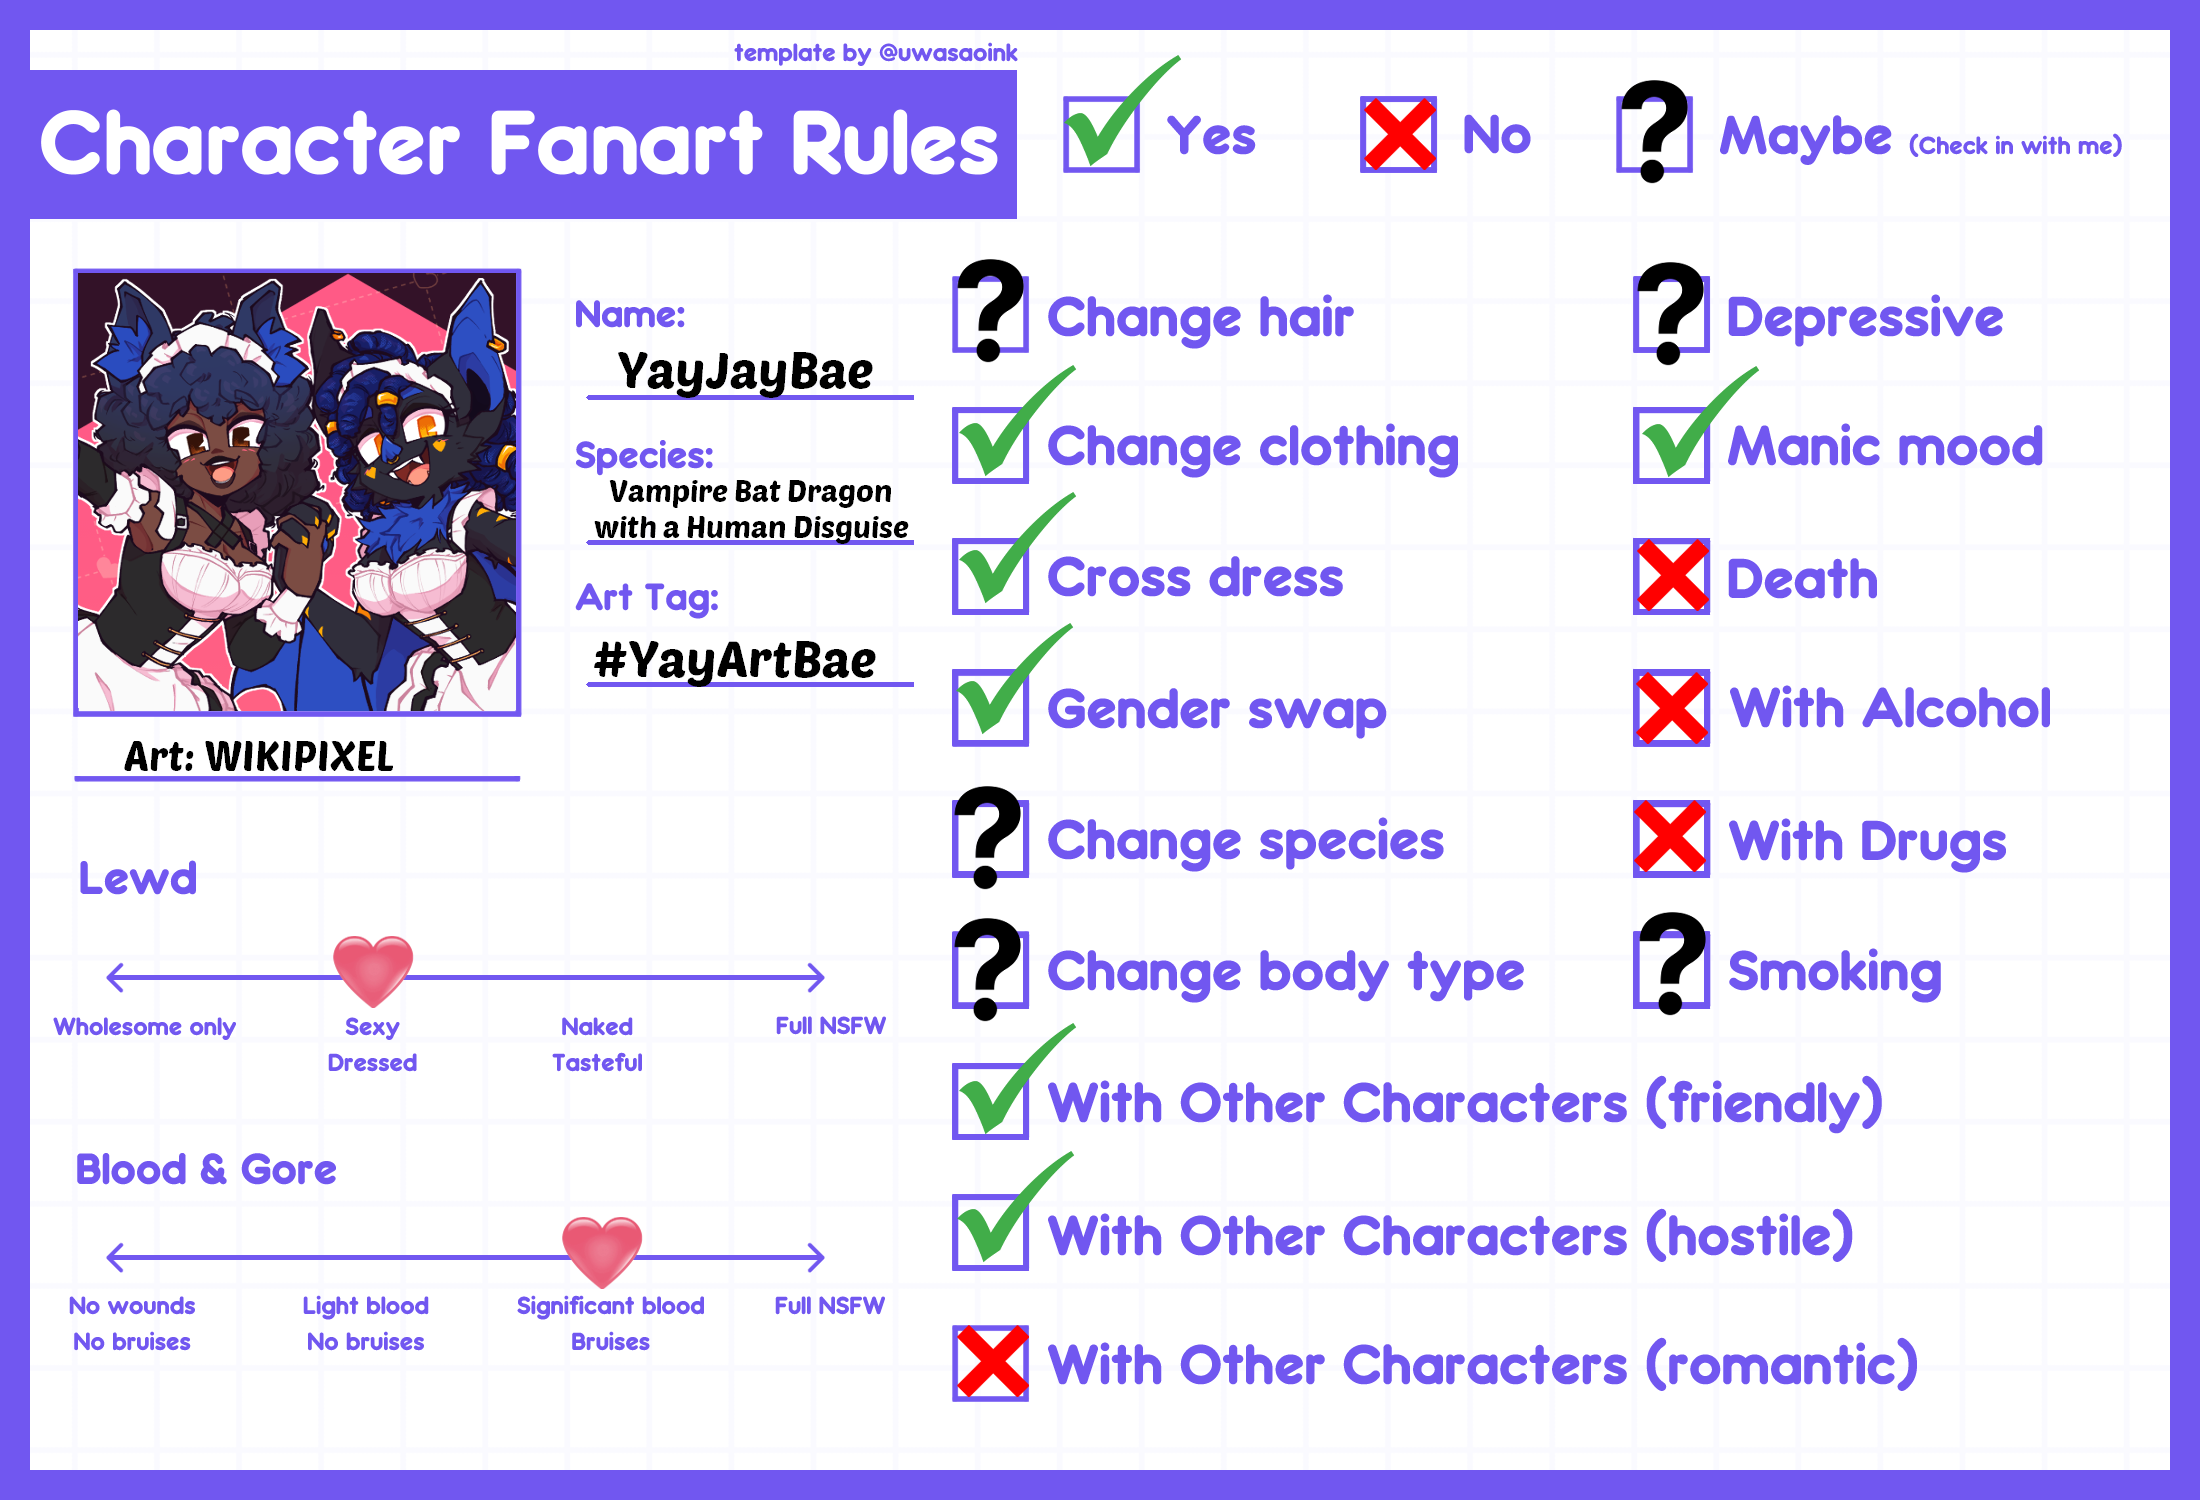 template by @uwasaoink
Character Fanart Rules
Yes
No
Maybe (Check in with me)
Name:
YayJayBae
Species:
Vampire Bat Dragon
with a Human Disguise
Art Tag:
#YayArtBae
Art: WIKIPIXEL
Lewd
Wholesome only
Sexy
Dressed
Naked
Tasteful
Full NSFW
Blood & Gore
No wounds
No bruises
Light blood
No bruises
Significant blood
Bruises
Full NSFW
? Change hair
Change clothing
Cross dress
Gender swap
? Change species
? Change body type
With Other Characters (friendly)
With Other Characters (hostile)
With Other Characters (romantic)
? Depressive
Manic mood
Death
With Alcohol
With Drugs
? Smoking